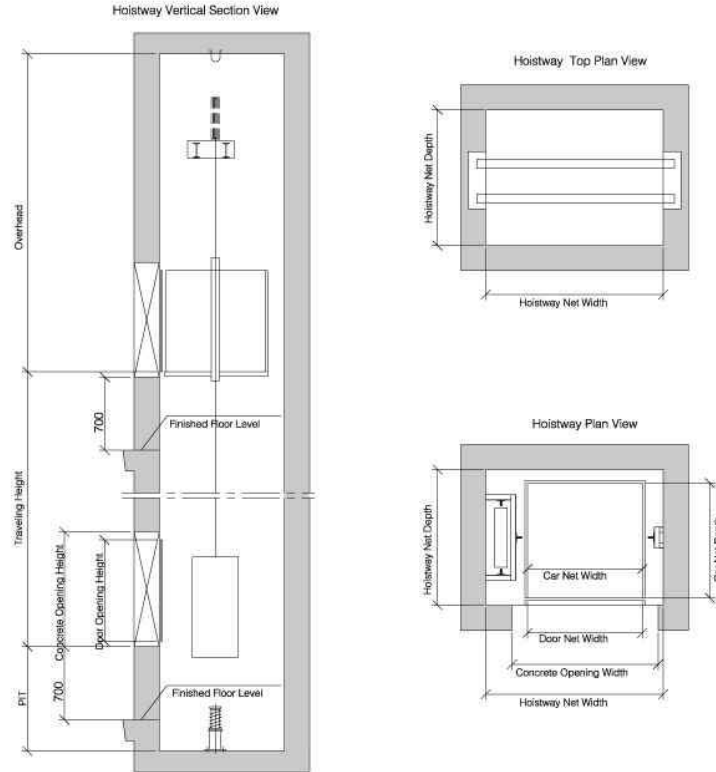 Hoistway Vertical Section View
Overhead
700
Finished Floor Level
Traveling Height
Concrete Opening Height
Door Opening Height
PIT
700
Finished Floor Level
Hoistway Top Plan View
Hoistway Net Depth
Hoistway Net Width
Hoistway Plan View
Hoistway Net Depth
Car Net Width
Door Net Width
Concrete Opening Width
Hoistway Net Width